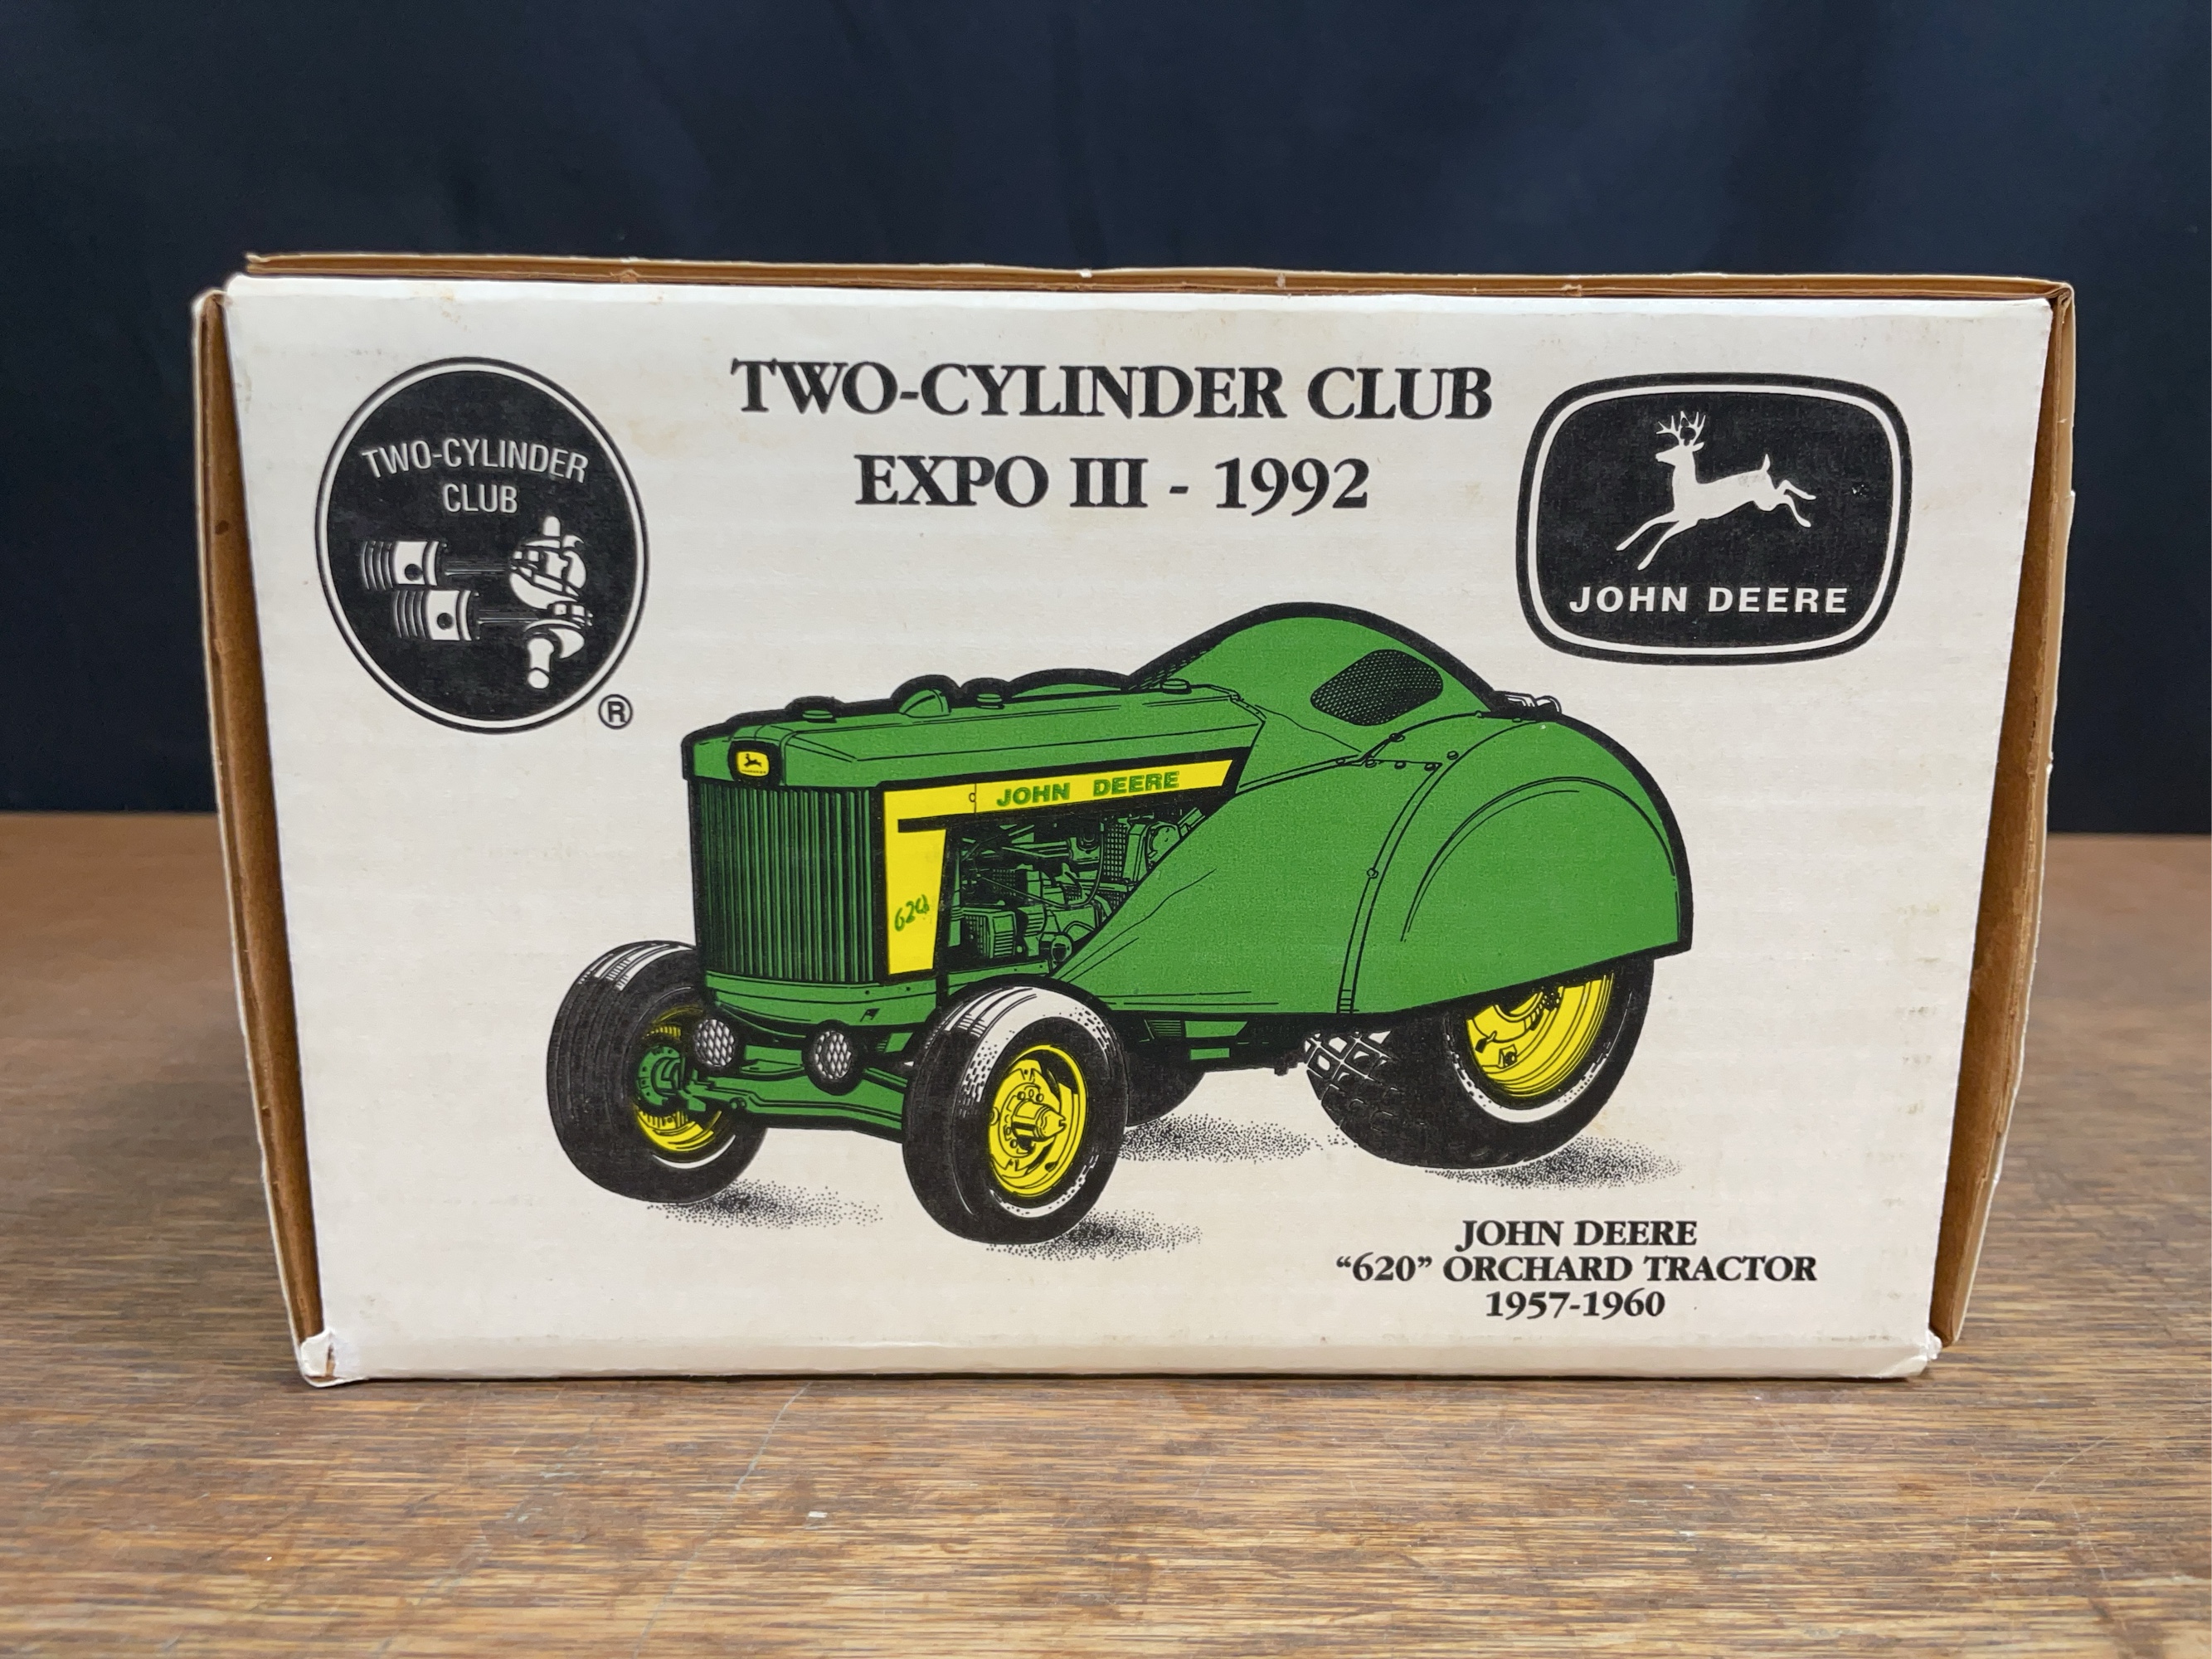 TWO-CYLINDER CLUB
EXPO III - 1992
TWO-CYLINDER
CLUB
®
JOHN DEERE
JOHN DEERE
620
JOHN DEERE
“620” ORCHARD TRACTOR
1957-1960